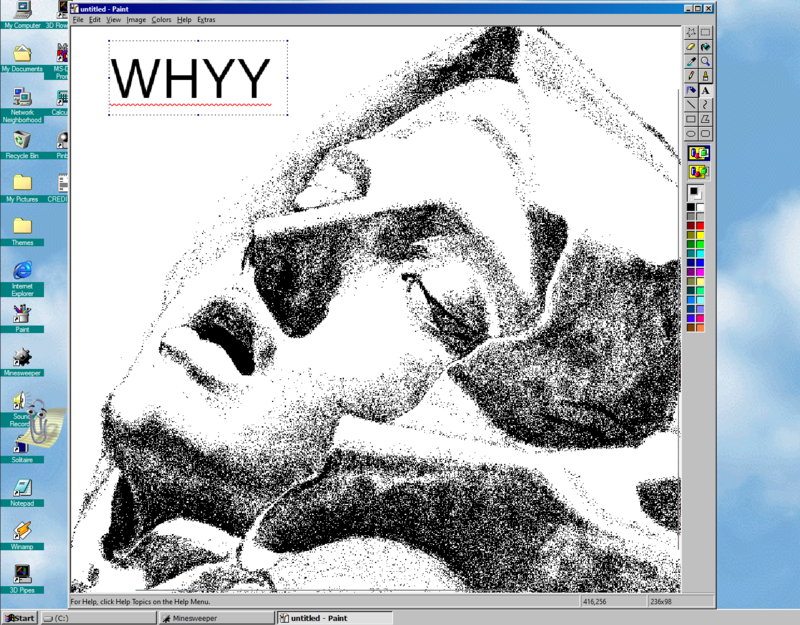 untitled - Paint
File Edit View Image Colors Help Extras
WHYY
My Computer
3D Flow
My Documents
MS-D
Prom
Network
Neighborhood
Calcu
Recycle Bin
Pinb
My Pictures
CREDI
Themes
Internet
Explorer
Paint
Minesweeper
Soun
Recor
Solitaire
Notepad
Winamp
3D Pipes
A
For Help, click Help Topics on the Help Menu.
416,256
236x98
Start
(C:)
Minesweeper
untitled - Paint